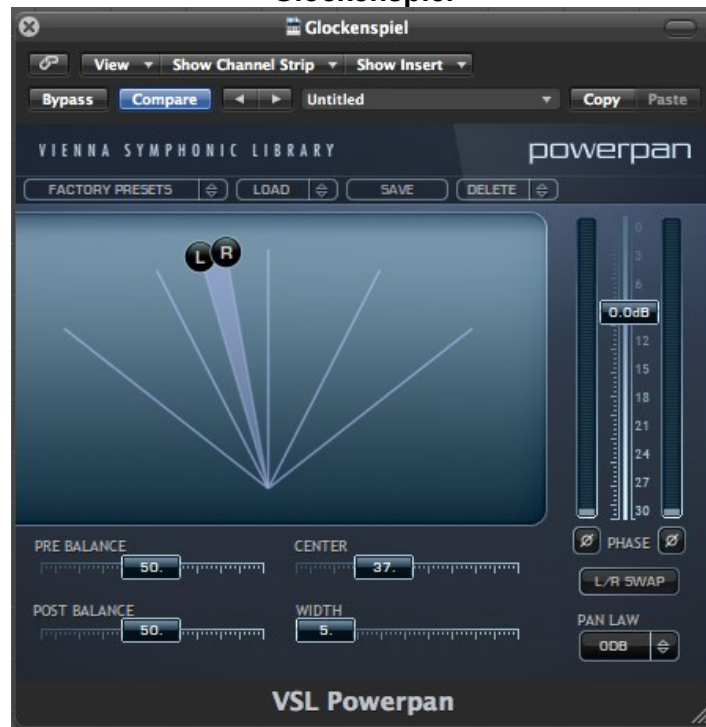 Glockenspiel
Glockenspiel
View Show Channel Strip Show Insert
Bypass Compare Untitled Copy Paste
VIENNA SYMPHONIC LIBRARY powerpan
FACTORY PRESETS LOAD SAVE DELETE
L R
0
3
6
0.0dB
12
15
18
21
24
27
30
PRE BALANCE CENTER
50. 37.
Ø PHASE Ø
L/R SWAP
POST BALANCE WIDTH
50. 5.
PAN LAW
0DB
VSL Powerpan